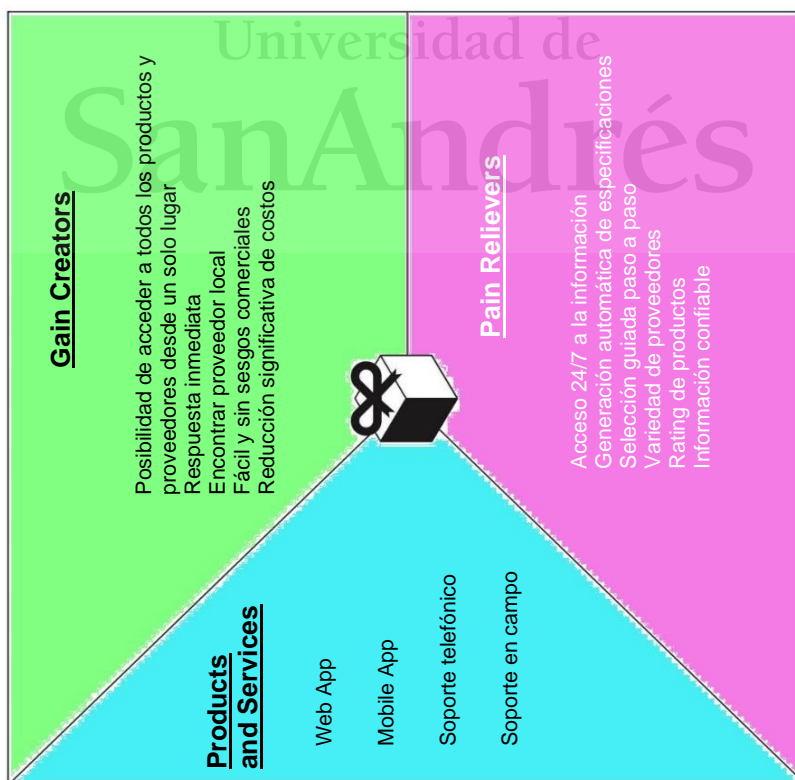 Universidad de
SanAndrés
Gain Creators
Posibilidad de acceder a todos los productos y
proveedores desde un solo lugar
Respuesta inmediata
Encontrar proveedor local
Fácil y sin sesgos comerciales
Reducción significativa de costos
Pain Relievers
Acceso 24/7 a la información
Generación automática de especificaciones
Selección guiada paso a paso
Variedad de proveedores
Rating de productos
Información confiable
Products
and Services
Web App
Mobile App
Soporte telefónico
Soporte en campo